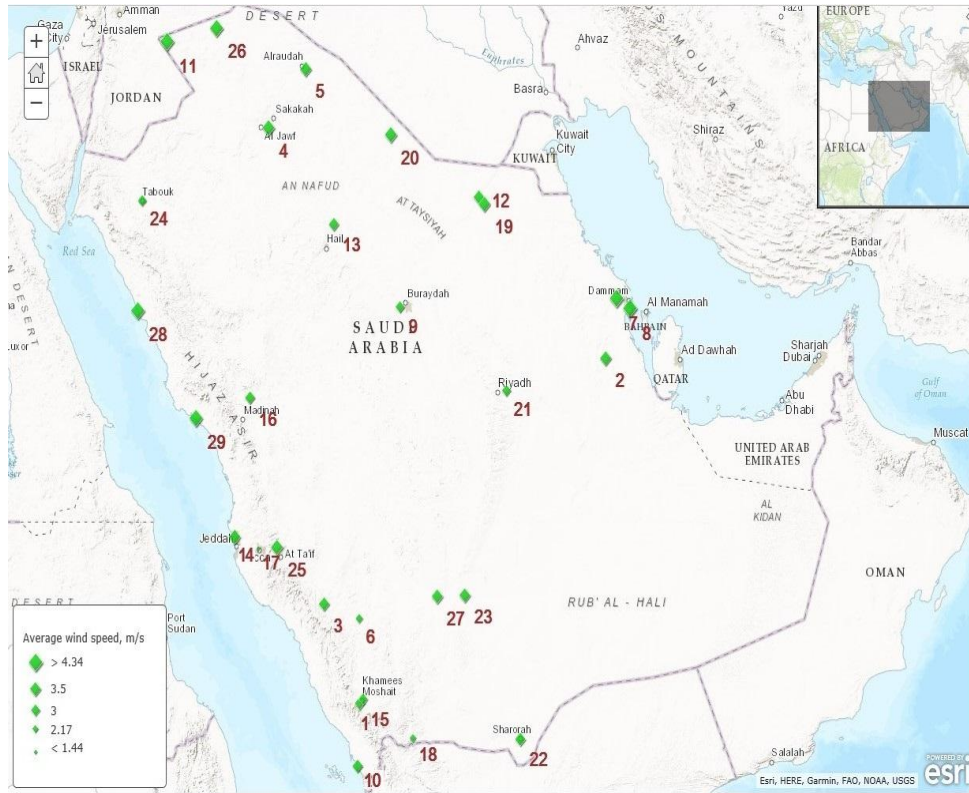 DESERT
EUROPE
Gaza
City
Jerusalem
Amman
+
−
ISRAEL
JORDAN
11
26
Alraudah
5
Sakakah
Al Jawf
4
20
Euphrates
Ahvaz
Basra
MOUNTAINS
Shiraz
KUWAIT
Kuwait
City
AFRICA
Tabouk
24
AN NAFUD
AT TAYSIYAH
12
19
Hail
13
Red Sea
Bandar
Abbas
Buraydah
9
SAUDI
ARABIA
Dammam
7
Al Manamah
8
BAHRAIN
2
Ad Dawhah
QATAR
Sharjah
Dubai
Abu
Dhabi
Gulf
of Oman
Muscat
28
HIJAZ
ASIR
Madinah
16
29
Riyadh
21
UNITED ARAB
EMIRATES
AL
KIDAN
Jeddah
14
17
At Ta'if
25
OMAN
RUB' AL - HALI
3
6
27
23
DESERT
Port
Sudan
Khamees
Moshait
1
15
18
Sharorah
22
10
Salalah
Average wind speed, m/s
> 4.34
3.5
3
2.17
< 1.44
POWERED BY
esri
Esri, HERE, Garmin, FAO, NOAA, USGS